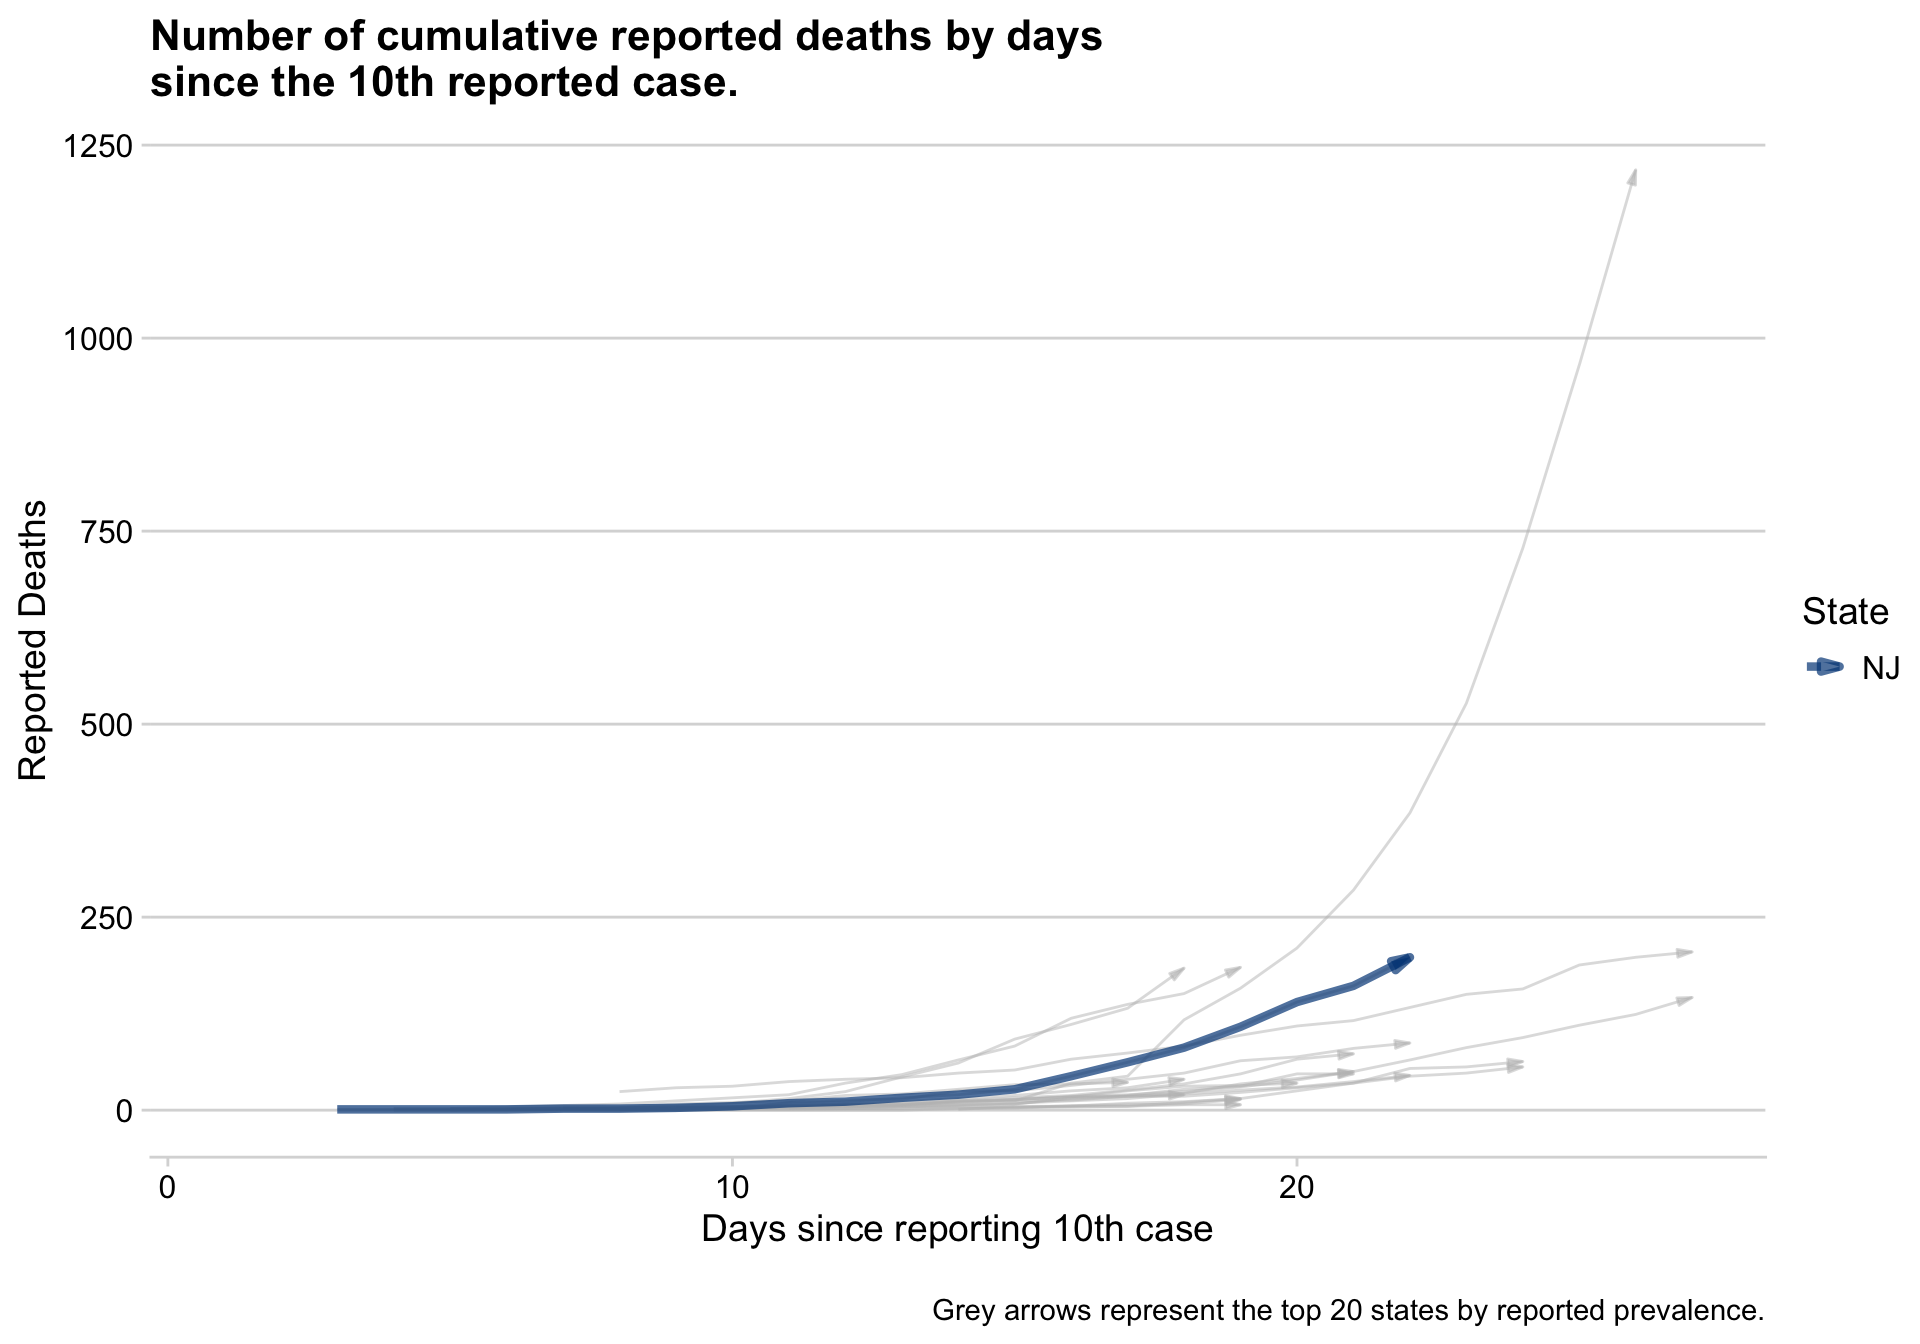 Number of cumulative reported deaths by days
since the 10th reported case.
1250
1000
750
500
250
0
Reported Deaths
0
10
20
Days since reporting 10th case
State
NJ
Grey arrows represent the top 20 states by reported prevalence.